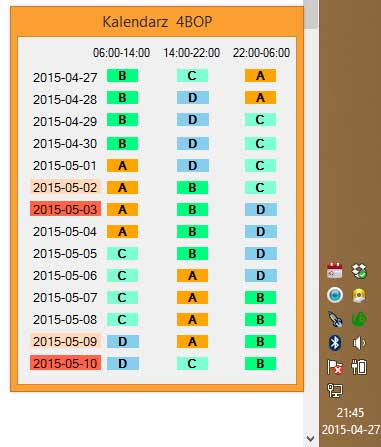 Kalendarz 4BOP
06:00-14:00 14:00-22:00 22:00-06:00
2015-04-27 B C A
2015-04-28 B D A
2015-04-29 B D C
2015-04-30 B D C
2015-05-01 A D C
2015-05-02 A B C
2015-05-03 A B D
2015-05-04 A B D
2015-05-05 C B D
2015-05-06 C A D
2015-05-07 C A B
2015-05-08 C A B
2015-05-09 D A B
2015-05-10 D C B
21:45
2015-04-27